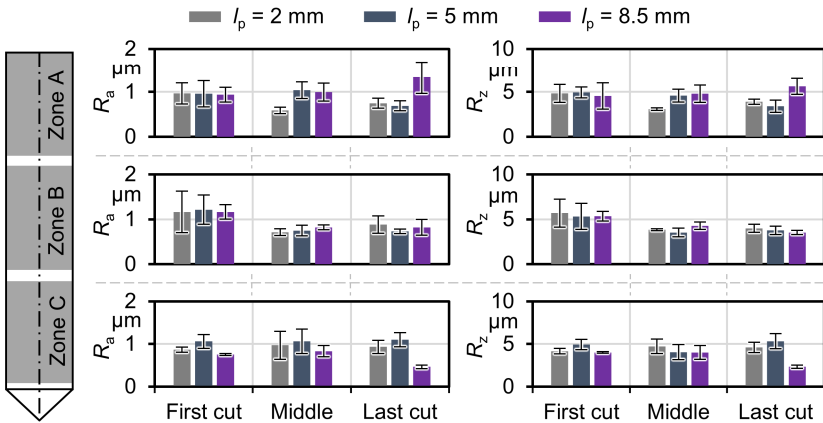 lp = 2 mm lp = 5 mm lp = 8.5 mm
Zone A
Ra µm
2
1
0
Rz µm
10
5
0
Zone B
Ra µm
2
1
0
Rz µm
10
5
0
Zone C
Ra µm
2
1
0
Rz µm
10
5
0
First cut Middle Last cut First cut Middle Last cut